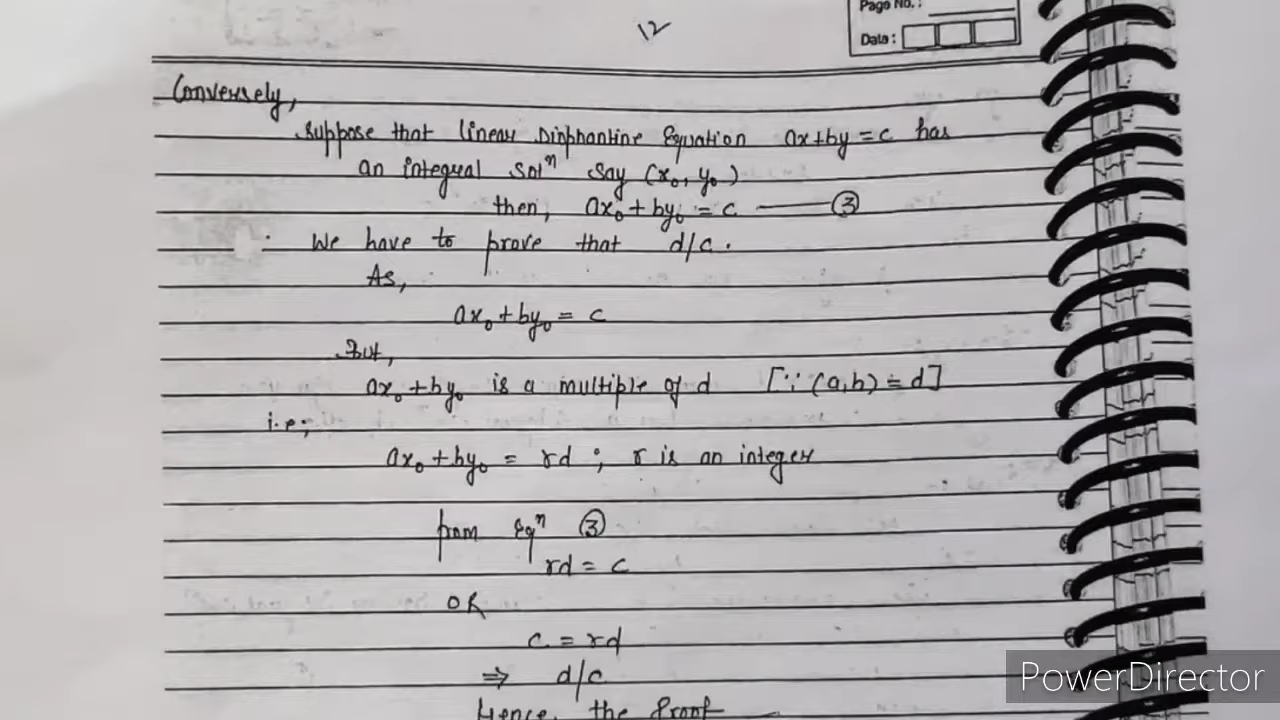 Page No. :
12
Data :
Conversely,
Suppose that linear Dinphantine Equation ax+by = c has
an integral solⁿ say (x₀, y₀)
then, ax₀ + by₀ = c —— ③
We have to prove that d/c.
As,
ax₀ + by₀ = c
But,
ax₀ + by₀ is a multiple of d [∵ (a,b) = d]
i.e;
ax₀ + by₀ = rd ; r is an integer
from Eqⁿ ③
rd = c
OR
c = rd
⇒ d/c
Hence, the Proof
PowerDirector